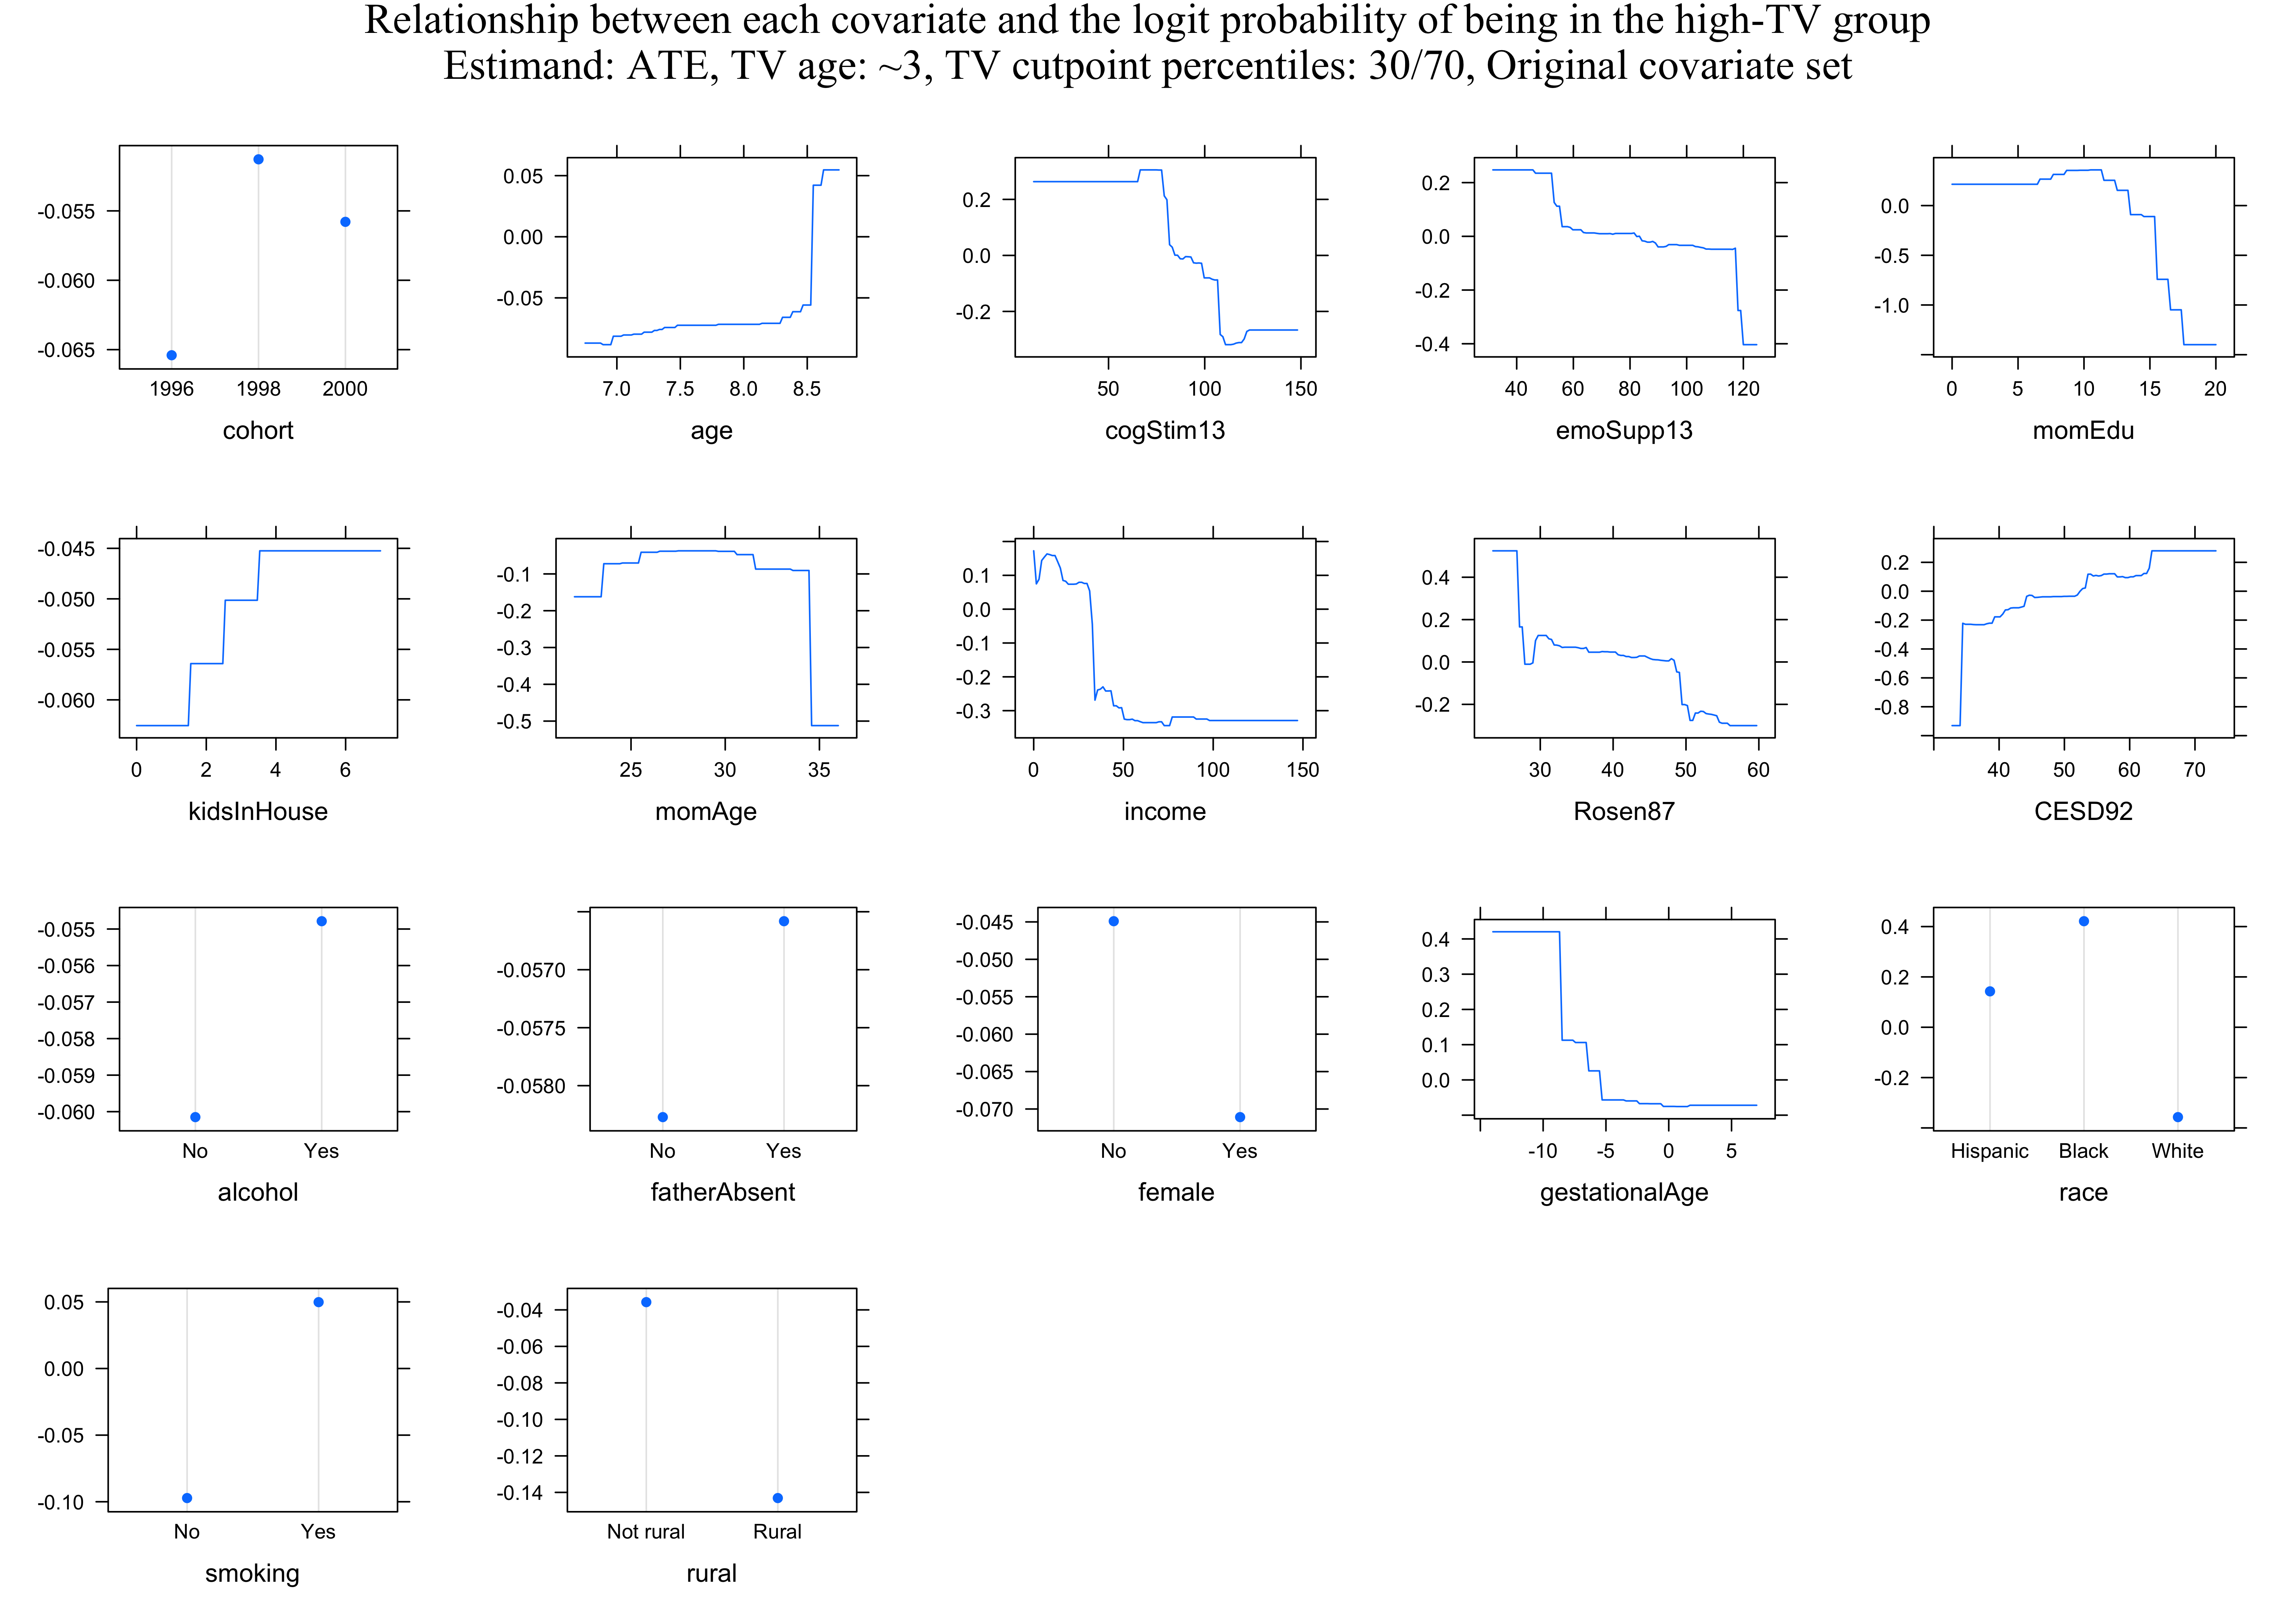 Relationship between each covariate and the logit probability of being in the high-TV group
Estimand: ATE, TV age: ~3, TV cutpoint percentiles: 30/70, Original covariate set
-0.055
-0.060
-0.065
1996 1998 2000
cohort
0.05
0.00
-0.05
7.0 7.5 8.0 8.5
age
0.2
0.0
-0.2
50 100 150
cogStim13
0.2
0.0
-0.2
-0.4
40 60 80 100 120
emoSupp13
0.0
-0.5
-1.0
0 5 10 15 20
momEdu
-0.045
-0.050
-0.055
-0.060
0 2 4 6
kidsInHouse
-0.1
-0.2
-0.3
-0.4
-0.5
25 30 35
momAge
0.1
0.0
-0.1
-0.2
-0.3
0 50 100 150
income
0.4
0.2
0.0
-0.2
30 40 50 60
Rosen87
0.2
0.0
-0.2
-0.4
-0.6
-0.8
40 50 60 70
CESD92
-0.055
-0.056
-0.057
-0.058
-0.059
-0.060
No Yes
alcohol
-0.0570
-0.0575
-0.0580
No Yes
fatherAbsent
-0.045
-0.050
-0.055
-0.060
-0.065
-0.070
No Yes
female
0.4
0.3
0.2
0.1
0.0
-10 -5 0 5
gestationalAge
0.4
0.2
0.0
-0.2
Hispanic Black White
race
0.05
0.00
-0.05
-0.10
No Yes
smoking
-0.04
-0.06
-0.08
-0.10
-0.12
-0.14
Not rural Rural
rural